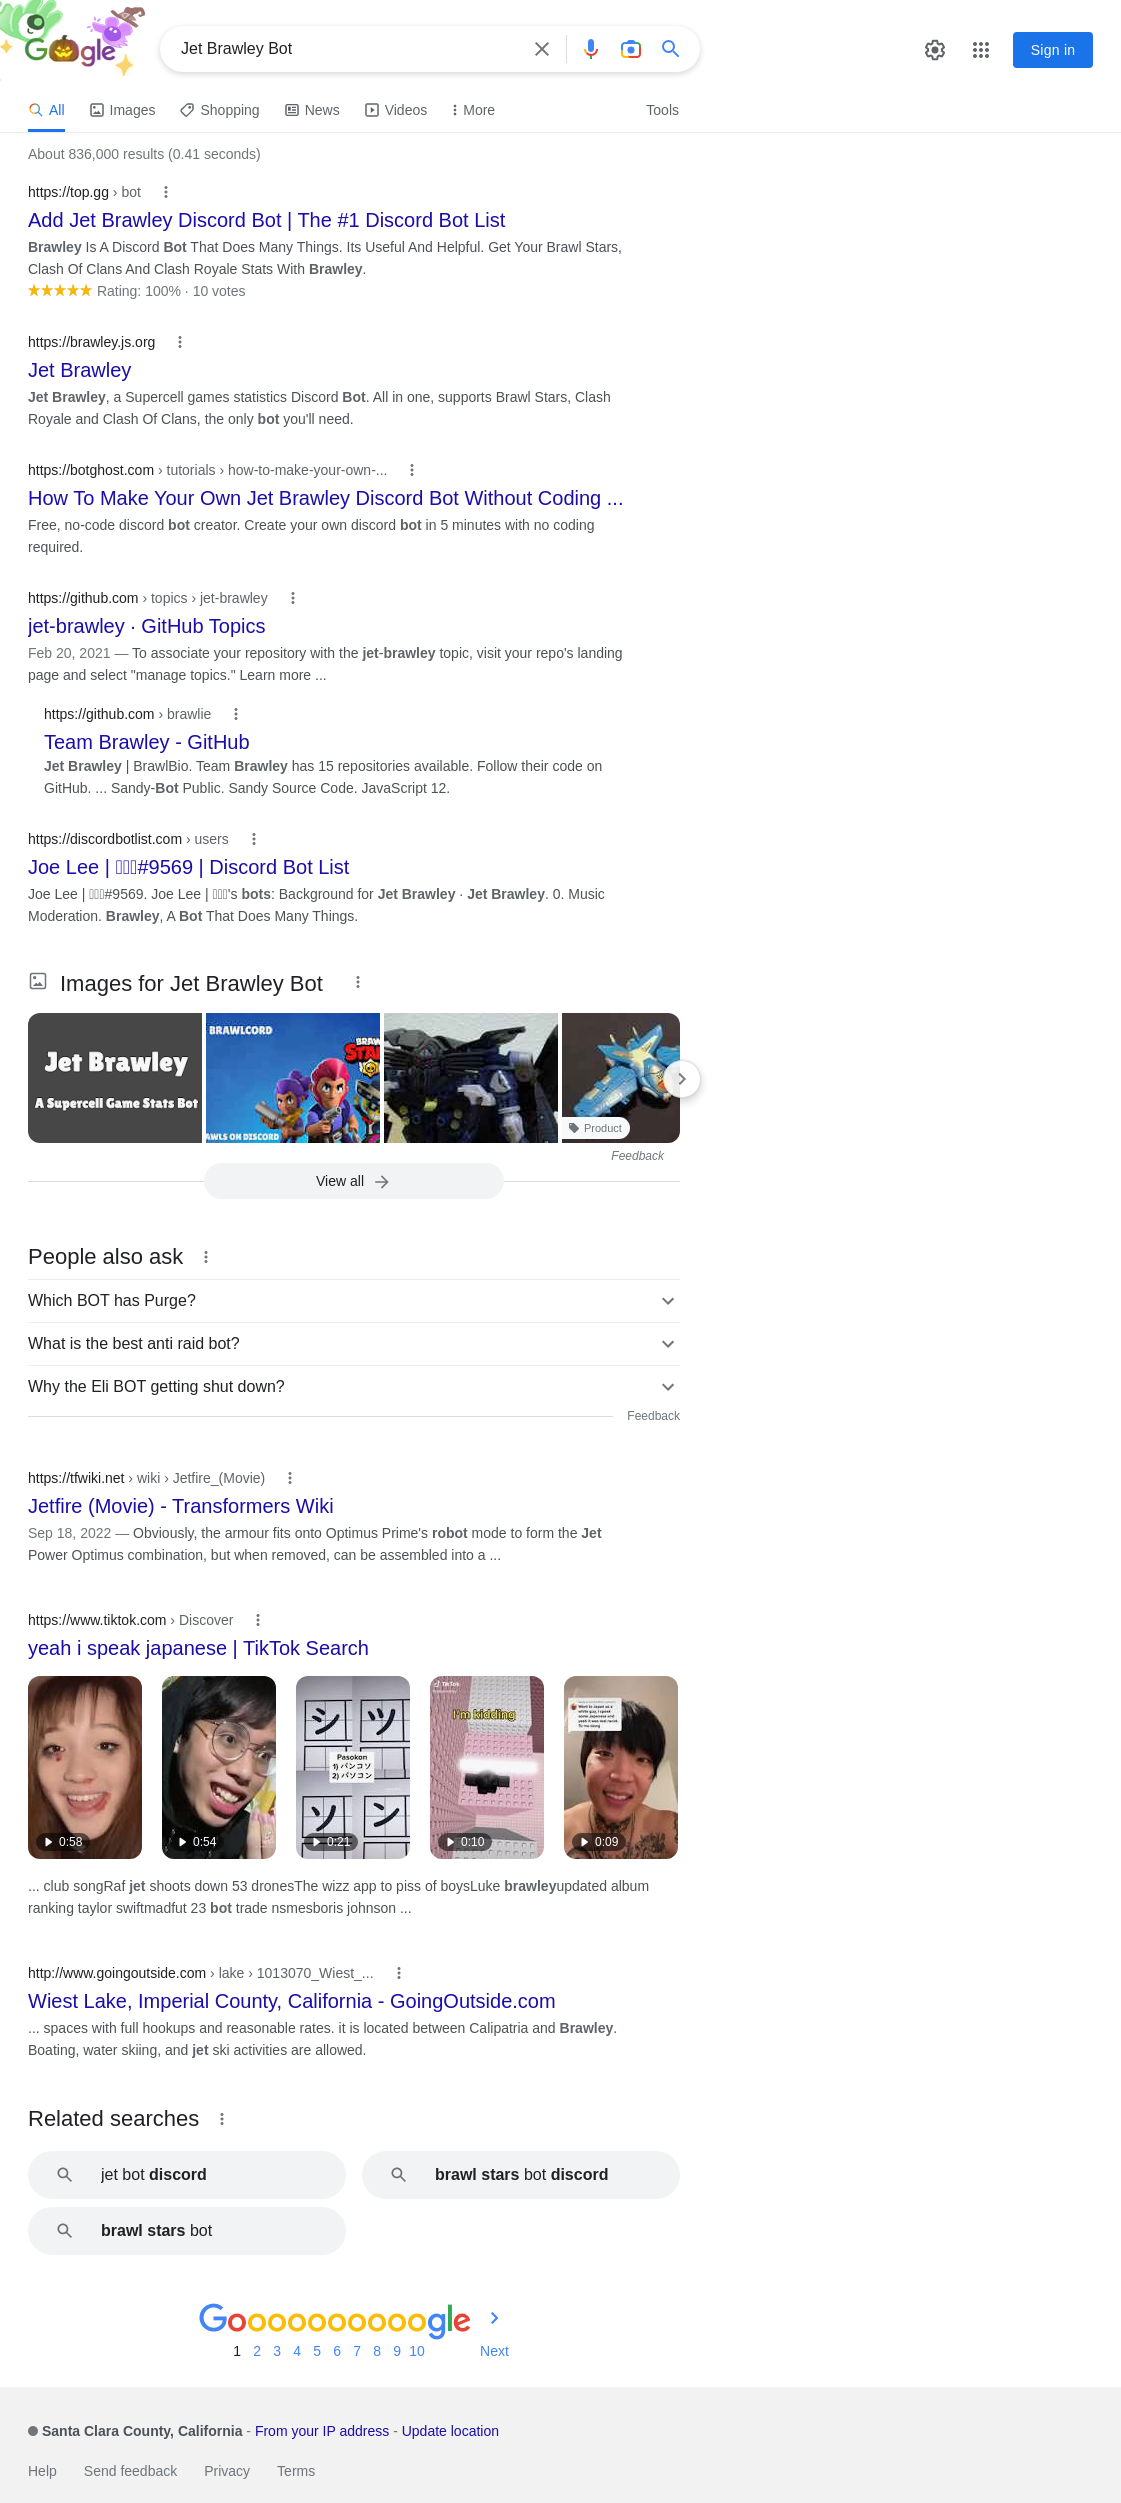 Google
Jet Brawley Bot
Sign in
All
Images
Shopping
News
Videos
More
Tools
About 836,000 results (0.41 seconds)
https://top.gg › bot
Add Jet Brawley Discord Bot | The #1 Discord Bot List
Brawley Is A Discord Bot That Does Many Things. Its Useful And Helpful. Get Your Brawl Stars,
Clash Of Clans And Clash Royale Stats With Brawley.
Rating: 100% · 10 votes
https://brawley.js.org
Jet Brawley
Jet Brawley, a Supercell games statistics Discord Bot. All in one, supports Brawl Stars, Clash
Royale and Clash Of Clans, the only bot you'll need.
https://botghost.com › tutorials › how-to-make-your-own-...
How To Make Your Own Jet Brawley Discord Bot Without Coding ...
Free, no-code discord bot creator. Create your own discord bot in 5 minutes with no coding
required.
https://github.com › topics › jet-brawley
jet-brawley · GitHub Topics
Feb 20, 2021 — To associate your repository with the jet-brawley topic, visit your repo's landing
page and select "manage topics." Learn more ...
https://github.com › brawlie
Team Brawley - GitHub
Jet Brawley | BrawlBio. Team Brawley has 15 repositories available. Follow their code on
GitHub. ... Sandy-Bot Public. Sandy Source Code. JavaScript 12.
https://discordbotlist.com › users
Joe Lee | #9569 | Discord Bot List
Joe Lee | #9569. Joe Lee | 's bots: Background for Jet Brawley · Jet Brawley. 0. Music
Moderation. Brawley, A Bot That Does Many Things.
Images for Jet Brawley Bot
Jet Brawley
A Supercell Game Stats Bot
BRAWLCORD
BRAW
STA
AWLS ON DISCORD
Product
Feedback
View all
People also ask
Which BOT has Purge?
What is the best anti raid bot?
Why the Eli BOT getting shut down?
Feedback
https://tfwiki.net › wiki › Jetfire_(Movie)
Jetfire (Movie) - Transformers Wiki
Sep 18, 2022 — Obviously, the armour fits onto Optimus Prime's robot mode to form the Jet
Power Optimus combination, but when removed, can be assembled into a ...
https://www.tiktok.com › Discover
yeah i speak japanese | TikTok Search
0:58
0:54
シ ツ
Pasokon
1) パンコソ
2) パソコン
ソ ン
0:21
TikTok
I'm kidding
0:10
0:09
... club songRaf jet shoots down 53 dronesThe wizz app to piss of boysLuke brawleyupdated album
ranking taylor swiftmadfut 23 bot trade nsmesboris johnson ...
http://www.goingoutside.com › lake › 1013070_Wiest_...
Wiest Lake, Imperial County, California - GoingOutside.com
... spaces with full hookups and reasonable rates. it is located between Calipatria and Brawley.
Boating, water skiing, and jet ski activities are allowed.
Related searches
jet bot discord
brawl stars bot discord
brawl stars bot
Goooooooooogle
1 2 3 4 5 6 7 8 9 10 Next
Santa Clara County, California - From your IP address - Update location
Help Send feedback Privacy Terms